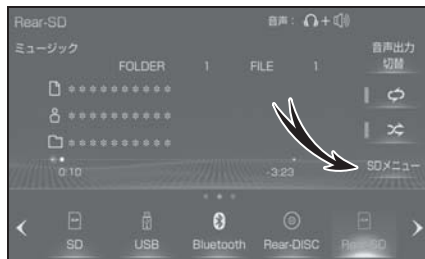 Rear-SD 音声:
ミュージック 音声出力
切替
FOLDER 1 FILE 1
**********
**********
**********
0:10 -3:23
SDメニュー
SD USB Bluetooth Rear-DISC Rear-SD